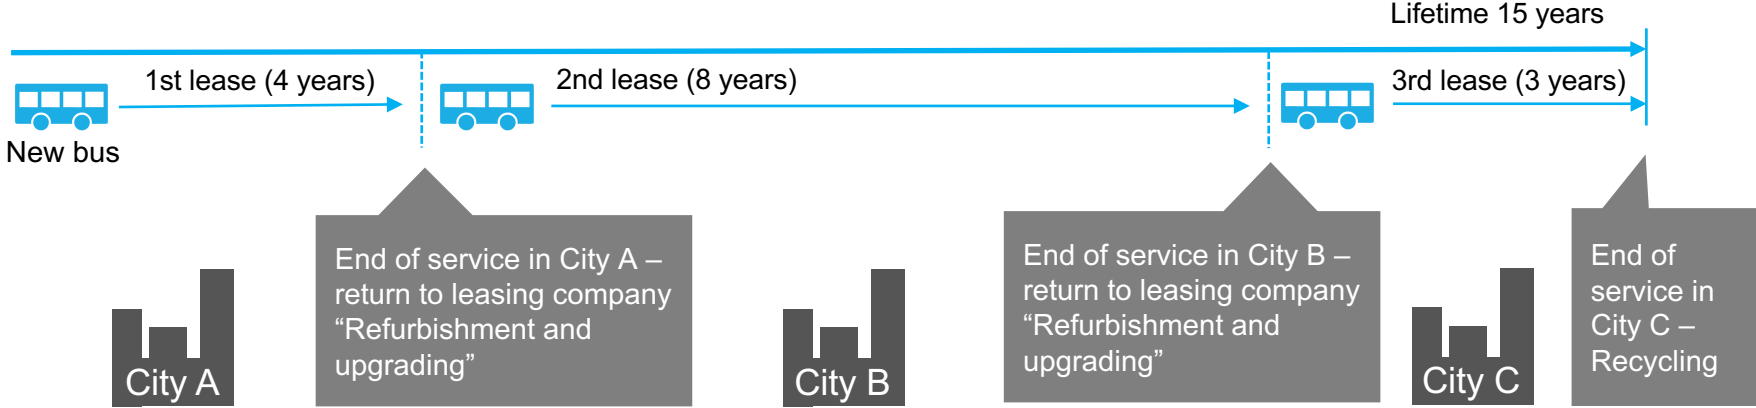 Lifetime 15 years
1st lease (4 years)
2nd lease (8 years)
3rd lease (3 years)
New bus
End of service in City A –
return to leasing company
“Refurbishment and
upgrading”
End of service in City B –
return to leasing company
“Refurbishment and
upgrading”
End of
service in
City C –
Recycling
City A
City B
City C